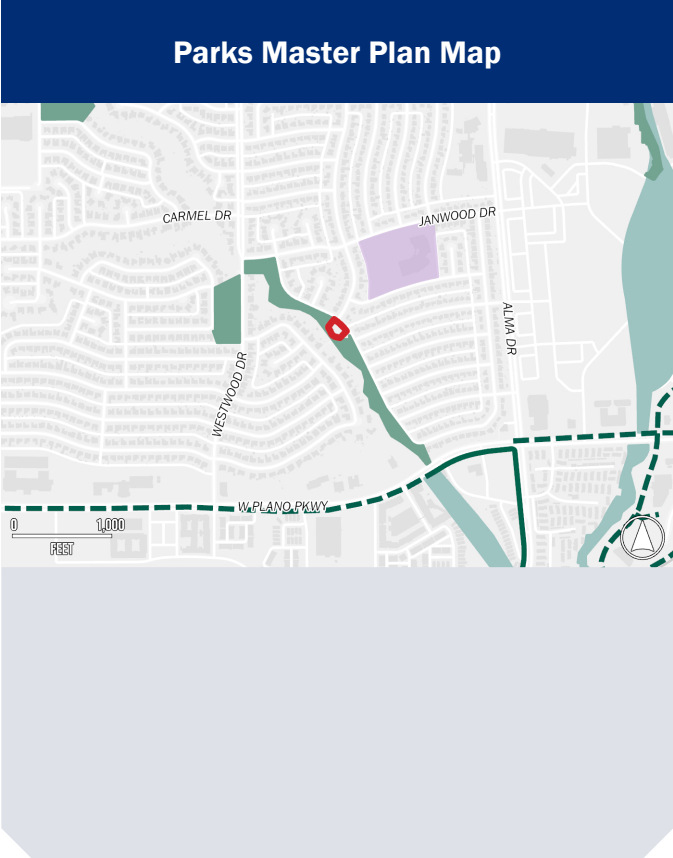 Parks Master Plan Map
CARMEL DR
JANWOOD DR
ALMA DR
WESTWOOD DR
W PLANO PKWY
0 1,000
FEET